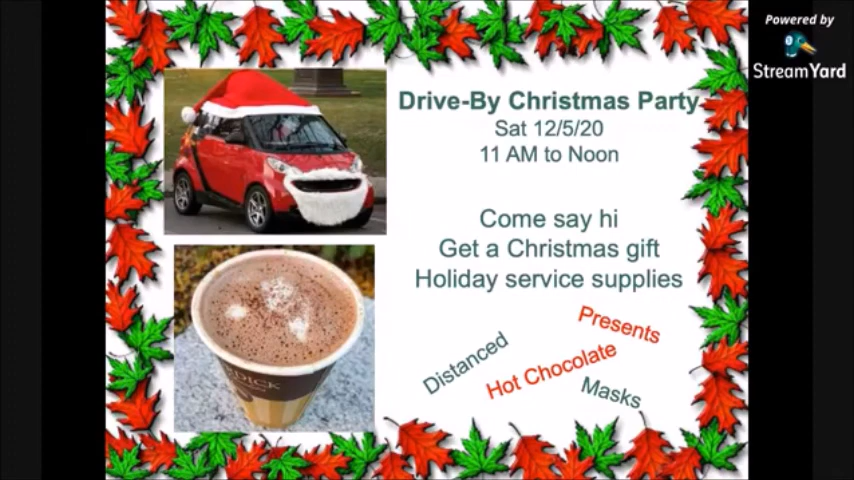 Powered by
StreamYard
Drive-By Christmas Party
Sat 12/5/20
11 AM to Noon
Come say hi
Get a Christmas gift
Holiday service supplies
Presents
Distanced
Hot Chocolate
Masks